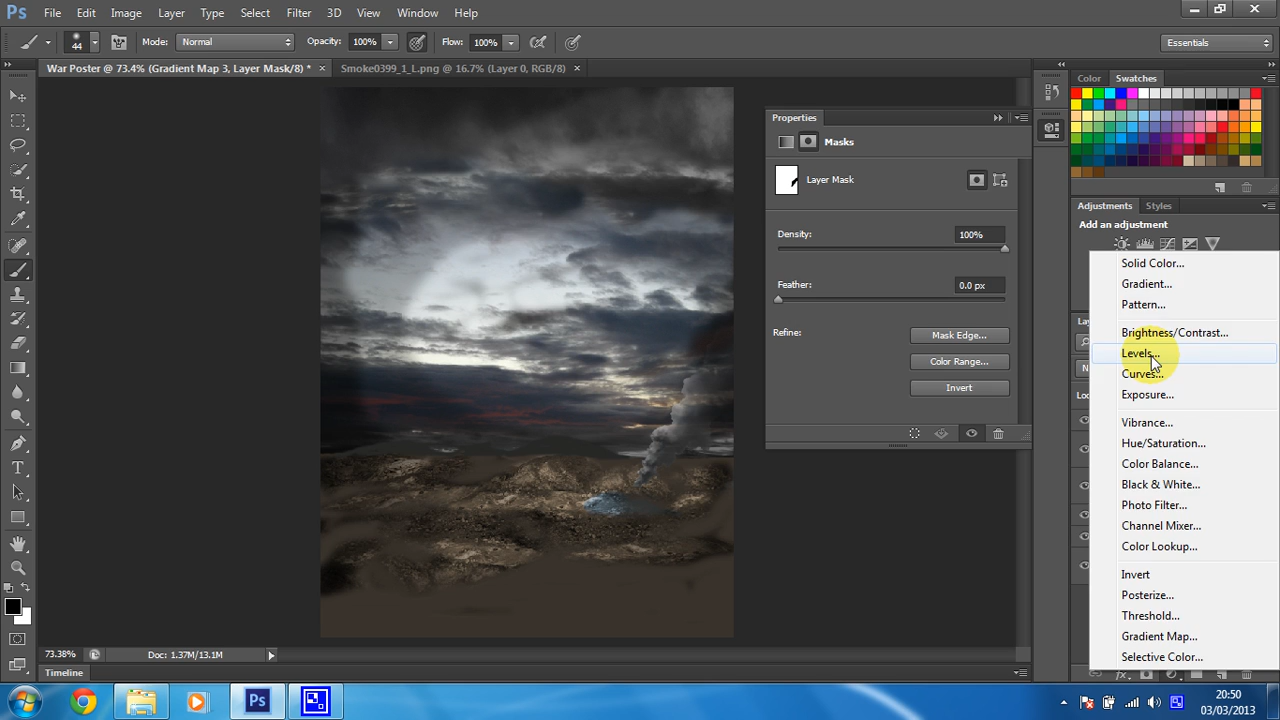 Ps File Edit Image Layer Type Select Filter 3D View Window Help
44 Mode: Normal Opacity: 100% Flow: 100% Essentials
War Poster @ 73.4% (Gradient Map 3, Layer Mask/8) * × Smoke0399_1_L.png @ 16.7% (Layer 0, RGB/8) ×
Color Swatches
Properties
Masks
Layer Mask
Density: 100%
Feather: 0.0 px
Refine: Mask Edge...
Color Range...
Invert
Adjustments Styles
Add an adjustment
Solid Color...
Gradient...
Pattern...
Brightness/Contrast...
Levels...
Curves...
Exposure...
Vibrance...
Hue/Saturation...
Color Balance...
Black & White...
Photo Filter...
Channel Mixer...
Color Lookup...
Invert
Posterize...
Threshold...
Gradient Map...
Selective Color...
73.38% Doc: 1.37M/13.1M
Timeline
Ps
20:50
03/03/2013